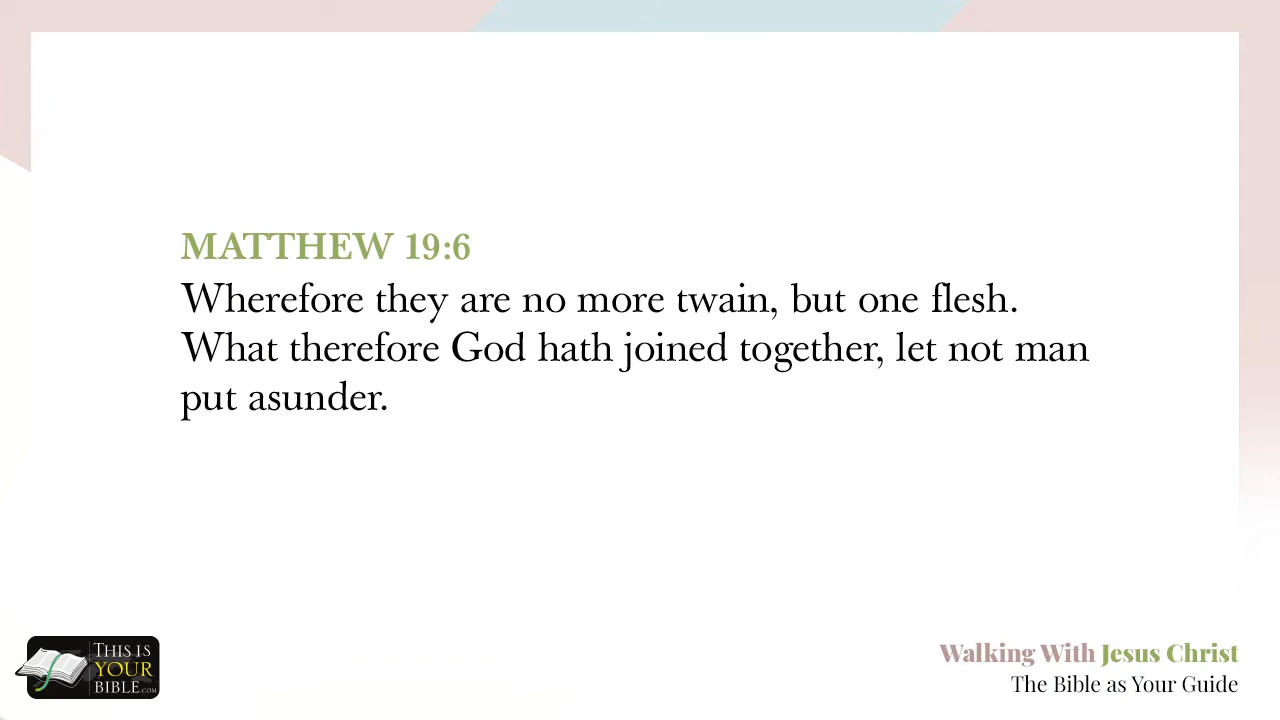 MATTHEW 19:6
Wherefore they are no more twain, but one flesh.
What therefore God hath joined together, let not man
put asunder.
THIS IS
YOUR
BIBLE.COM
Walking With Jesus Christ
The Bible as Your Guide